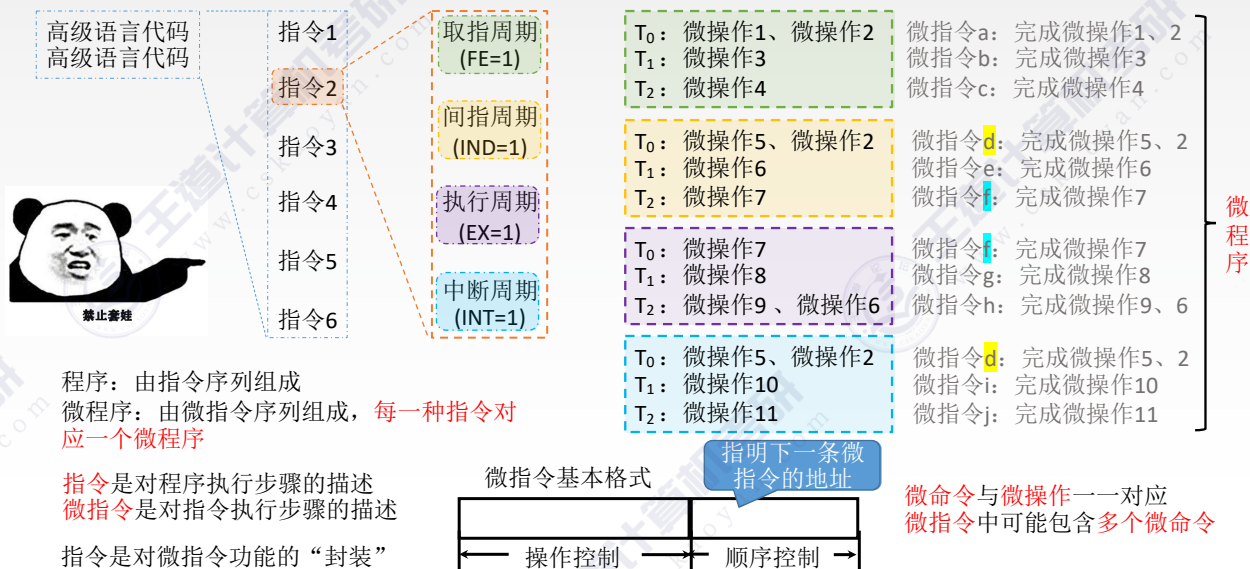 高级语言代码
高级语言代码
指令1
指令2
指令3
指令4
指令5
指令6
取指周期
(FE=1)
间指周期
(IND=1)
执行周期
(EX=1)
中断周期
(INT=1)
T0：微操作1、微操作2
T1：微操作3
T2：微操作4
T0：微操作5、微操作2
T1：微操作6
T2：微操作7
T0：微操作7
T1：微操作8
T2：微操作9 、微操作6
T0：微操作5、微操作2
T1：微操作10
T2：微操作11
微指令a：完成微操作1、2
微指令b：完成微操作3
微指令c：完成微操作4
微指令d：完成微操作5、2
微指令e：完成微操作6
微指令f：完成微操作7
微指令f：完成微操作7
微指令g：完成微操作8
微指令h：完成微操作9、6
微指令d：完成微操作5、2
微指令i：完成微操作10
微指令j：完成微操作11
微
程
序
禁止套娃
程序：由指令序列组成
微程序：由微指令序列组成，每一种指令对
应一个微程序
指令是对程序执行步骤的描述
微指令是对指令执行步骤的描述
指令是对微指令功能的“封装”
微指令基本格式
指明下一条微
指令的地址
操作控制
顺序控制
微命令与微操作一一对应
微指令中可能包含多个微命令
王道计算机考研